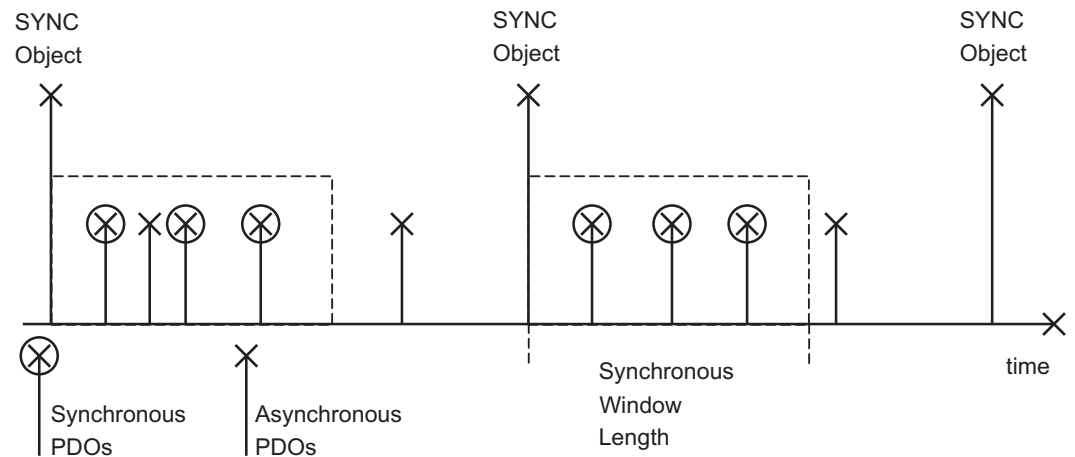 SYNC
Object
SYNC
Object
SYNC
Object
time
Synchronous
Window
Length
Synchronous
PDOs
Asynchronous
PDOs